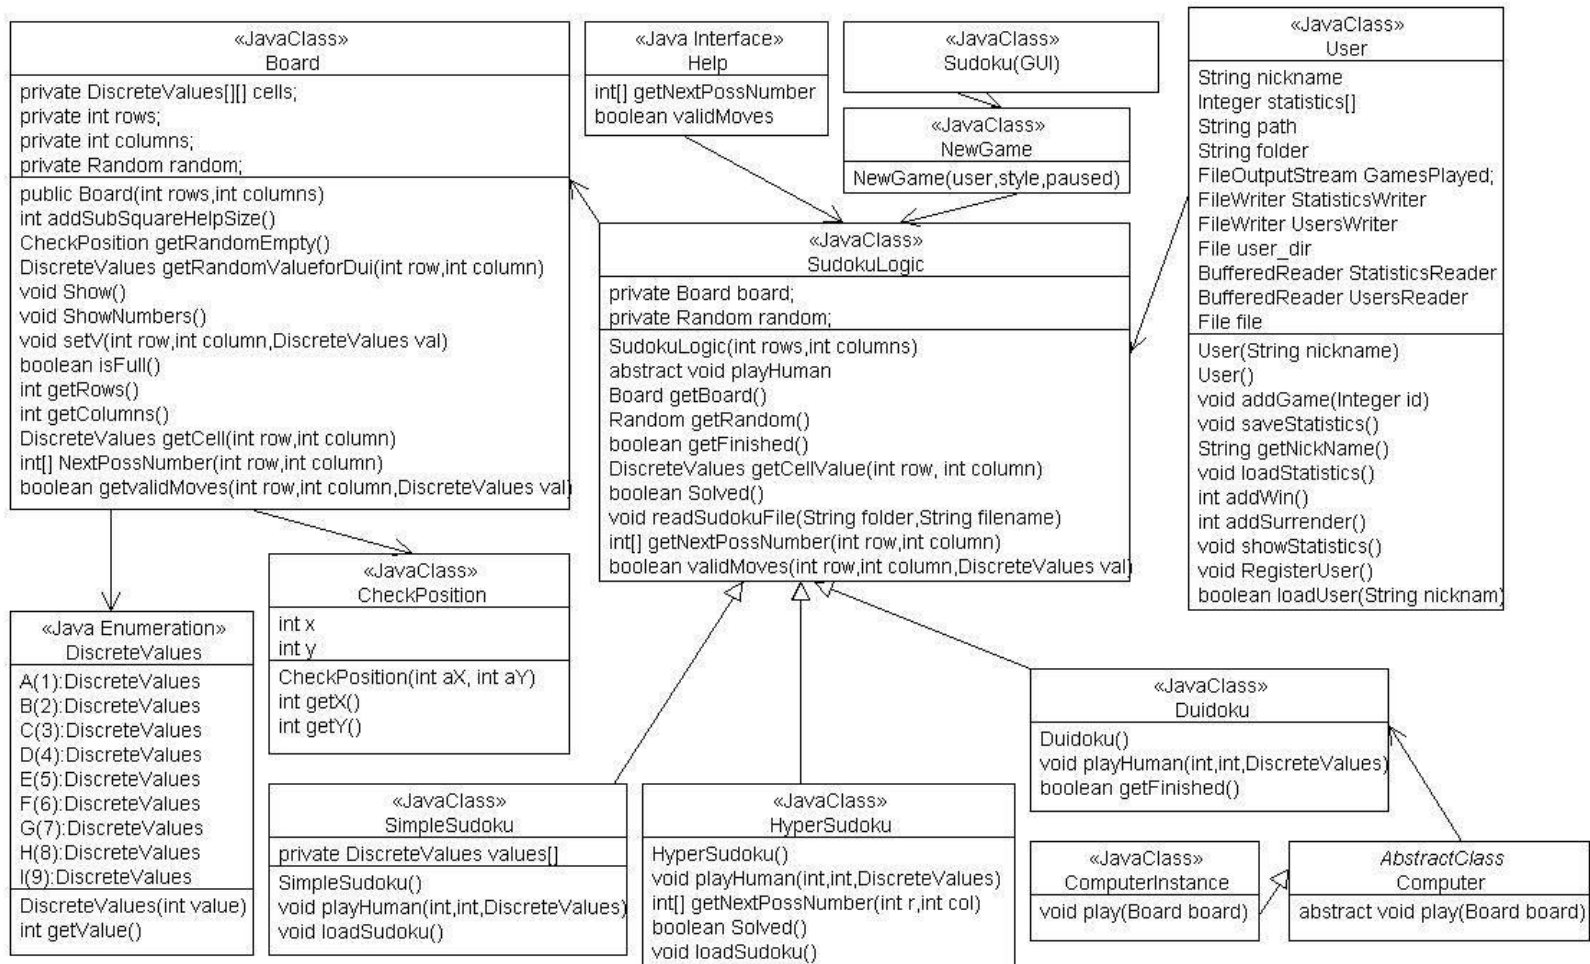 «JavaClass»
Board
private DiscreteValues[][] cells;
private int rows;
private int columns;
private Random random;
public Board(int rows,int columns)
int addSubSquareHelpSize()
CheckPosition getRandomEmpty()
DiscreteValues getRandomValueforDui(int row,int column)
void Show()
void ShowNumbers()
void setV(int row,int column,DiscreteValues val)
boolean isFull()
int getRows()
int getColumns()
DiscreteValues getCell(int row,int column)
int[] NextPossNumber(int row,int column)
boolean getvalidMoves(int row,int column,DiscreteValues val)
«Java Interface»
Help
int[] getNextPossNumber
boolean validMoves
«JavaClass»
Sudoku(GUI)
«JavaClass»
NewGame
NewGame(user,style,paused)
«JavaClass»
User
String nickname
Integer statistics[]
String path
String folder
FileOutputStream GamesPlayed;
FileWriter StatisticsWriter
FileWriter UsersWriter
File user_dir
BufferedReader StatisticsReader
BufferedReader UsersReader
File file
User(String nickname)
User()
void addGame(Integer id)
void saveStatistics()
String getNickName()
void loadStatistics()
int addWin()
int addSurrender()
void showStatistics()
void RegisterUser()
boolean loadUser(String nicknam)
«JavaClass»
SudokuLogic
private Board board;
private Random random;
SudokuLogic(int rows,int columns)
abstract void playHuman
Board getBoard()
Random getRandom()
boolean getFinished()
DiscreteValues getCellValue(int row, int column)
boolean Solved()
void readSudokuFile(String folder,String filename)
int[] getNextPossNumber(int row,int column)
boolean validMoves(int row,int column,DiscreteValues val)
«JavaClass»
CheckPosition
int x
int y
CheckPosition(int aX, int aY)
int getX()
int getY()
«Java Enumeration»
DiscreteValues
A(1):DiscreteValues
B(2):DiscreteValues
C(3):DiscreteValues
D(4):DiscreteValues
E(5):DiscreteValues
F(6):DiscreteValues
G(7):DiscreteValues
H(8):DiscreteValues
I(9):DiscreteValues
DiscreteValues(int value)
int getValue()
«JavaClass»
SimpleSudoku
private DiscreteValues values[]
SimpleSudoku()
void playHuman(int,int,DiscreteValues)
void loadSudoku()
«JavaClass»
HyperSudoku
HyperSudoku()
void playHuman(int,int,DiscreteValues)
int[] getNextPossNumber(int r,int col)
boolean Solved()
void loadSudoku()
«JavaClass»
Duidoku
Duidoku()
void playHuman(int,int,DiscreteValues)
boolean getFinished()
«JavaClass»
ComputerInstance
void play(Board board)
AbstractClass
Computer
abstract void play(Board board)